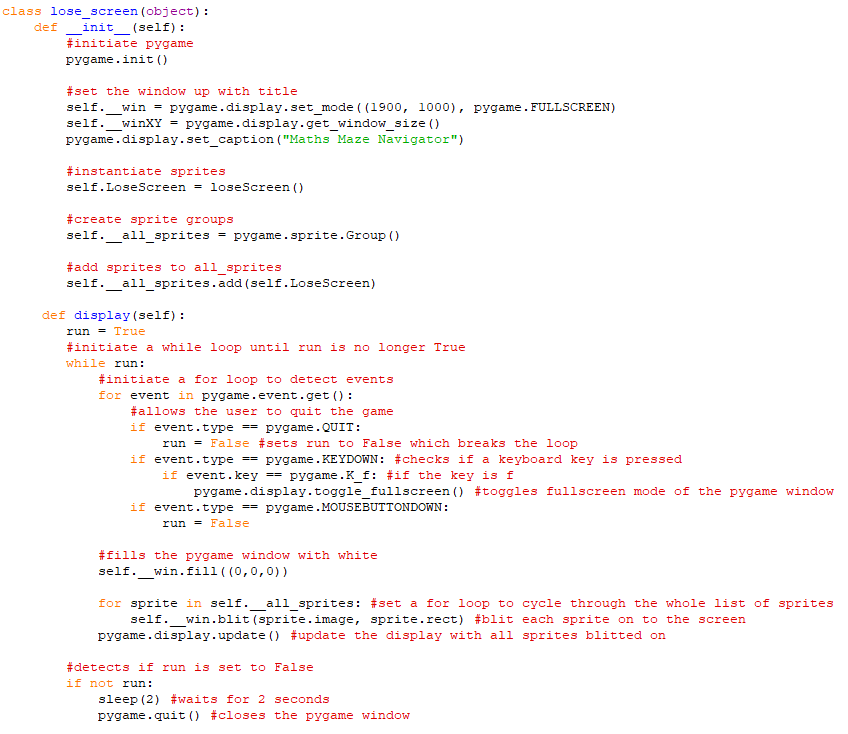 class lose_screen(object):
    def __init__(self):
        #initiate pygame
        pygame.init()

        #set the window up with title
        self.__win = pygame.display.set_mode((1900, 1000), pygame.FULLSCREEN)
        self.__winXY = pygame.display.get_window_size()
        pygame.display.set_caption("Maths Maze Navigator")

        #instantiate sprites
        self.LoseScreen = loseScreen()

        #create sprite groups
        self.__all_sprites = pygame.sprite.Group()

        #add sprites to all_sprites
        self.__all_sprites.add(self.LoseScreen)

     def display(self):
        run = True
        #initiate a while loop until run is no longer True
        while run:
            #initiate a for loop to detect events
            for event in pygame.event.get():
                #allows the user to quit the game
                if event.type == pygame.QUIT:
                    run = False #sets run to False which breaks the loop
                if event.type == pygame.KEYDOWN: #checks if a keyboard key is pressed
                    if event.key == pygame.K_f: #if the key is f
                        pygame.display.toggle_fullscreen() #toggles fullscreen mode of the pygame window
                if event.type == pygame.MOUSEBUTTONDOWN:
                    run = False

            #fills the pygame window with white
            self.__win.fill((0,0,0))

            for sprite in self.__all_sprites: #set a for loop to cycle through the whole list of sprites
                self.__win.blit(sprite.image, sprite.rect) #blit each sprite on to the screen
            pygame.display.update() #update the display with all sprites blitted on

        #detects if run is set to False
        if not run:
            sleep(2) #waits for 2 seconds
            pygame.quit() #closes the pygame window